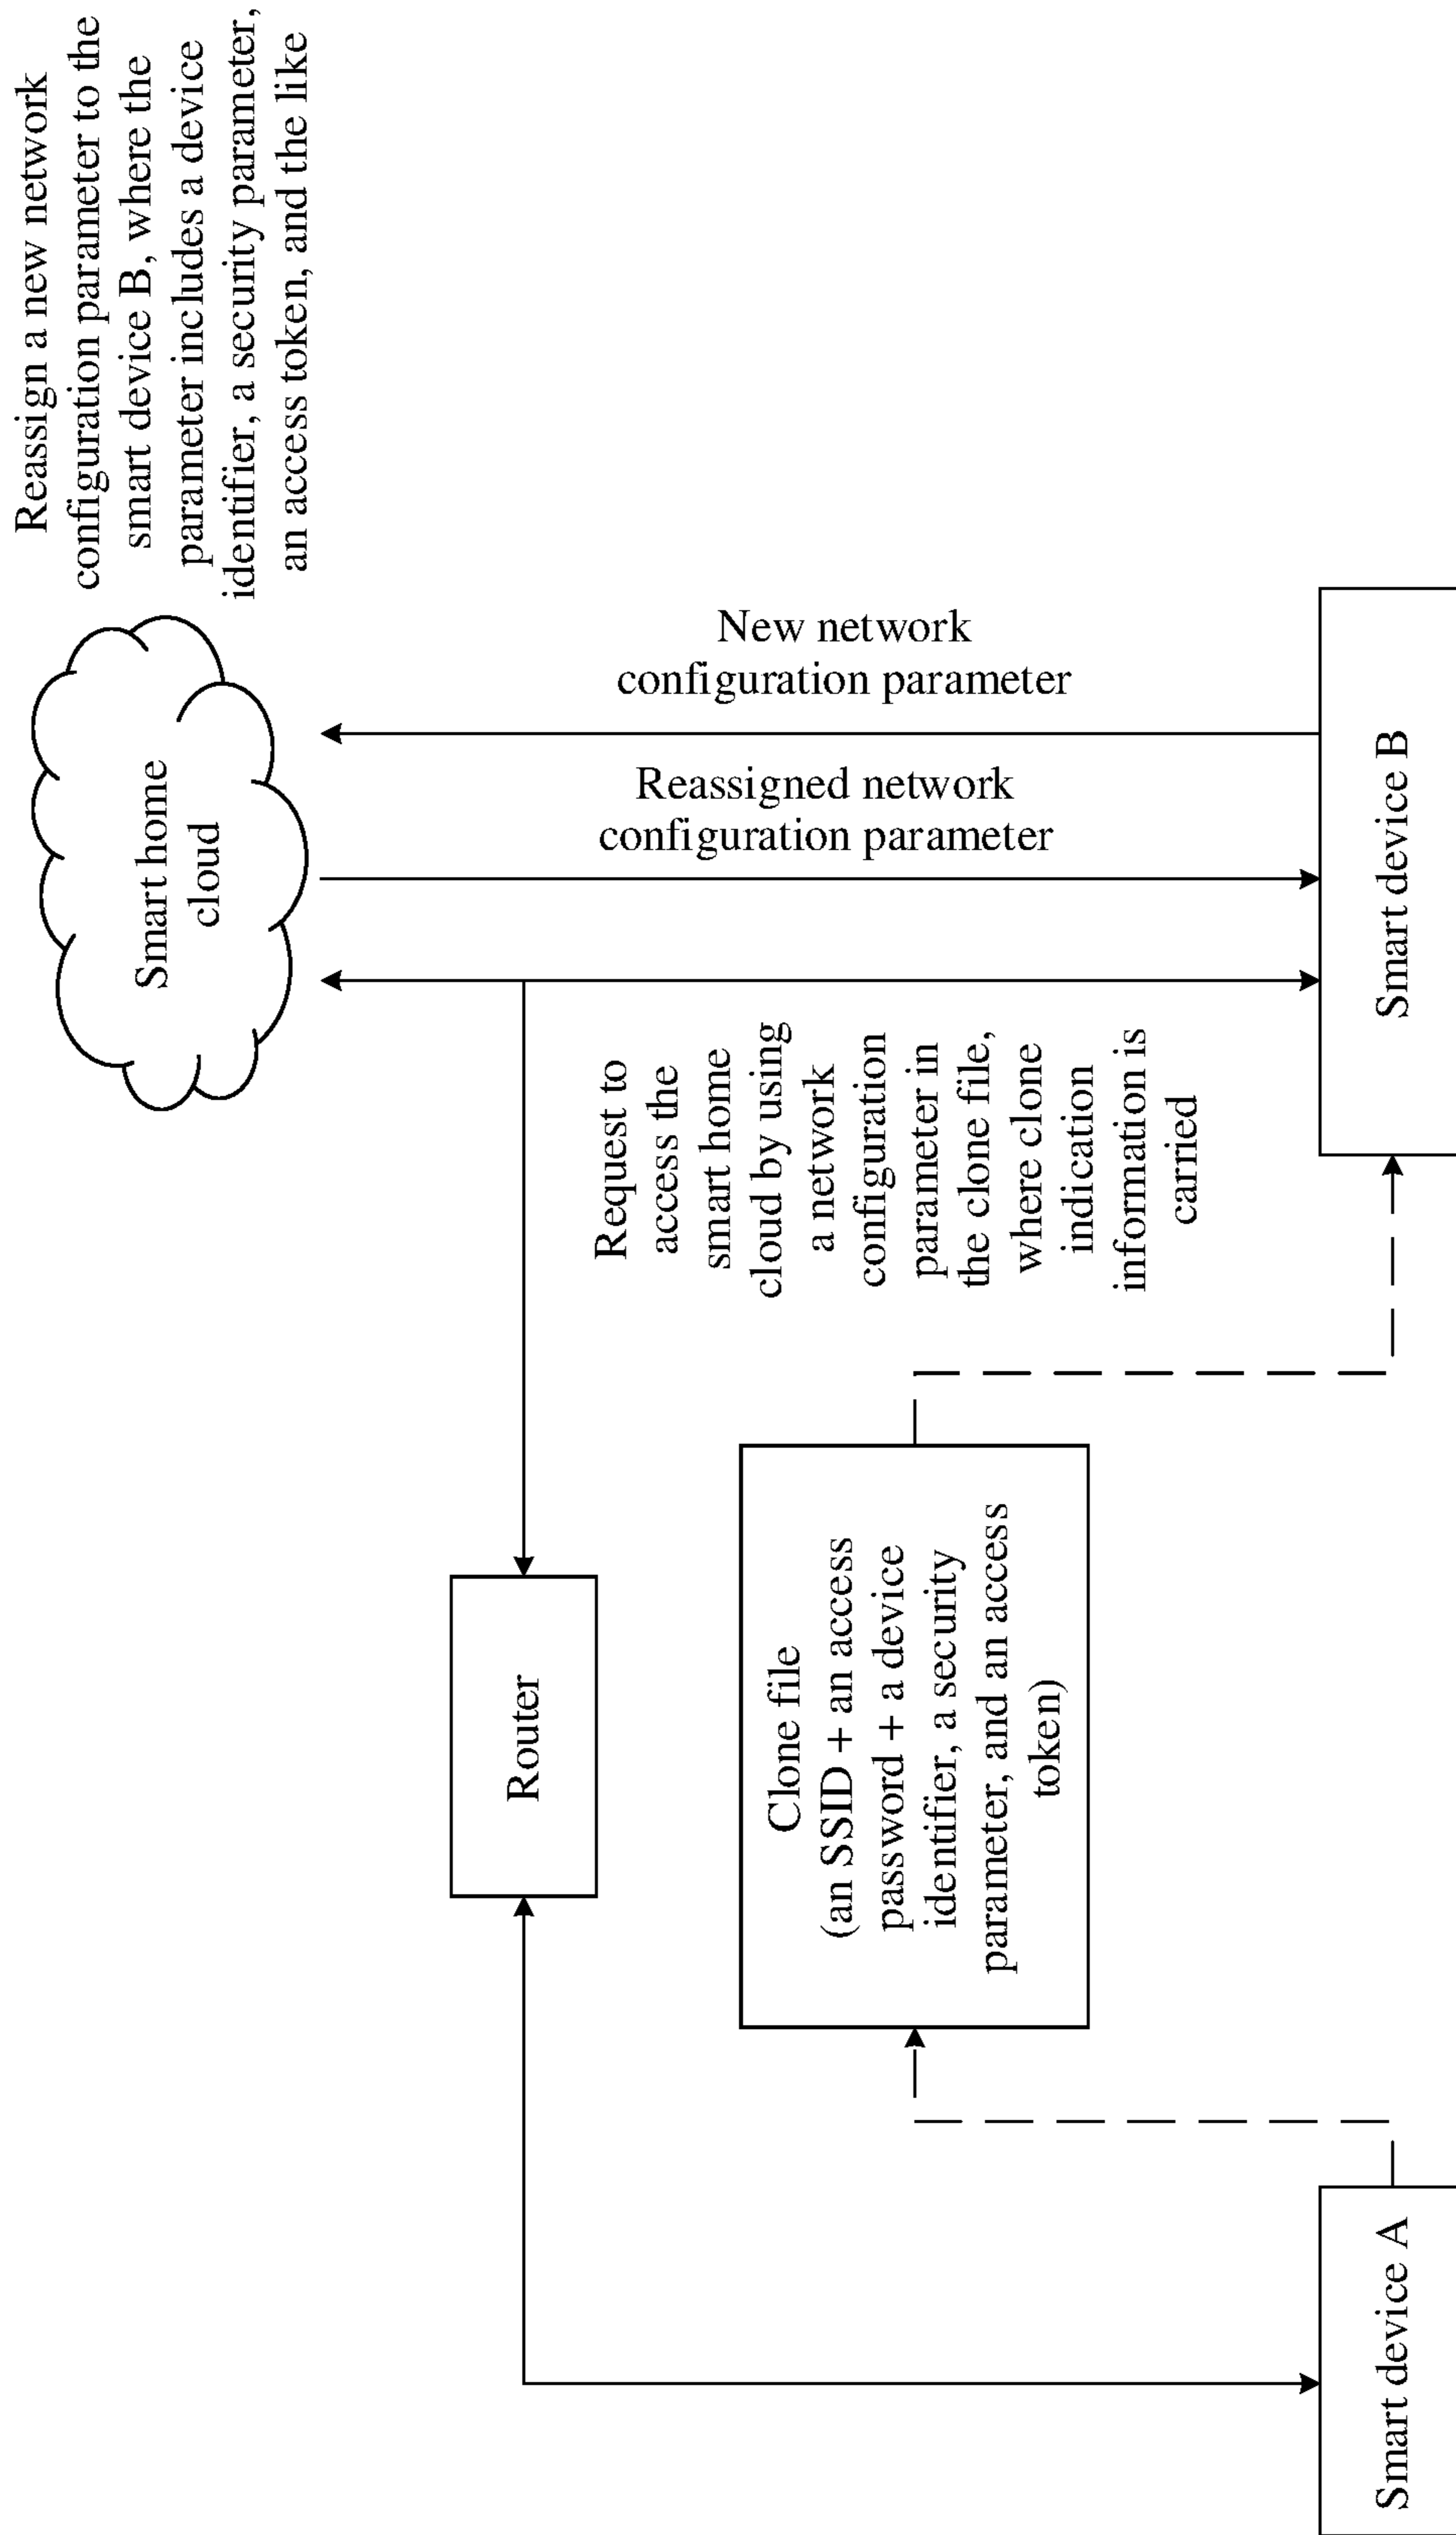 Reassign a new network
configuration parameter to the
smart device B, where the
parameter includes a device
identifier, a security parameter,
an access token, and the like
Smart home
cloud
New network
configuration parameter
Reassigned network
configuration parameter
Request to
access the
smart home
cloud by using
a network
configuration
parameter in
the clone file,
where clone
indication
information is
carried
Router
Clone file
(an SSID + an access
password + a device
identifier, a security
parameter, and an access
token)
Smart device A
Smart device B